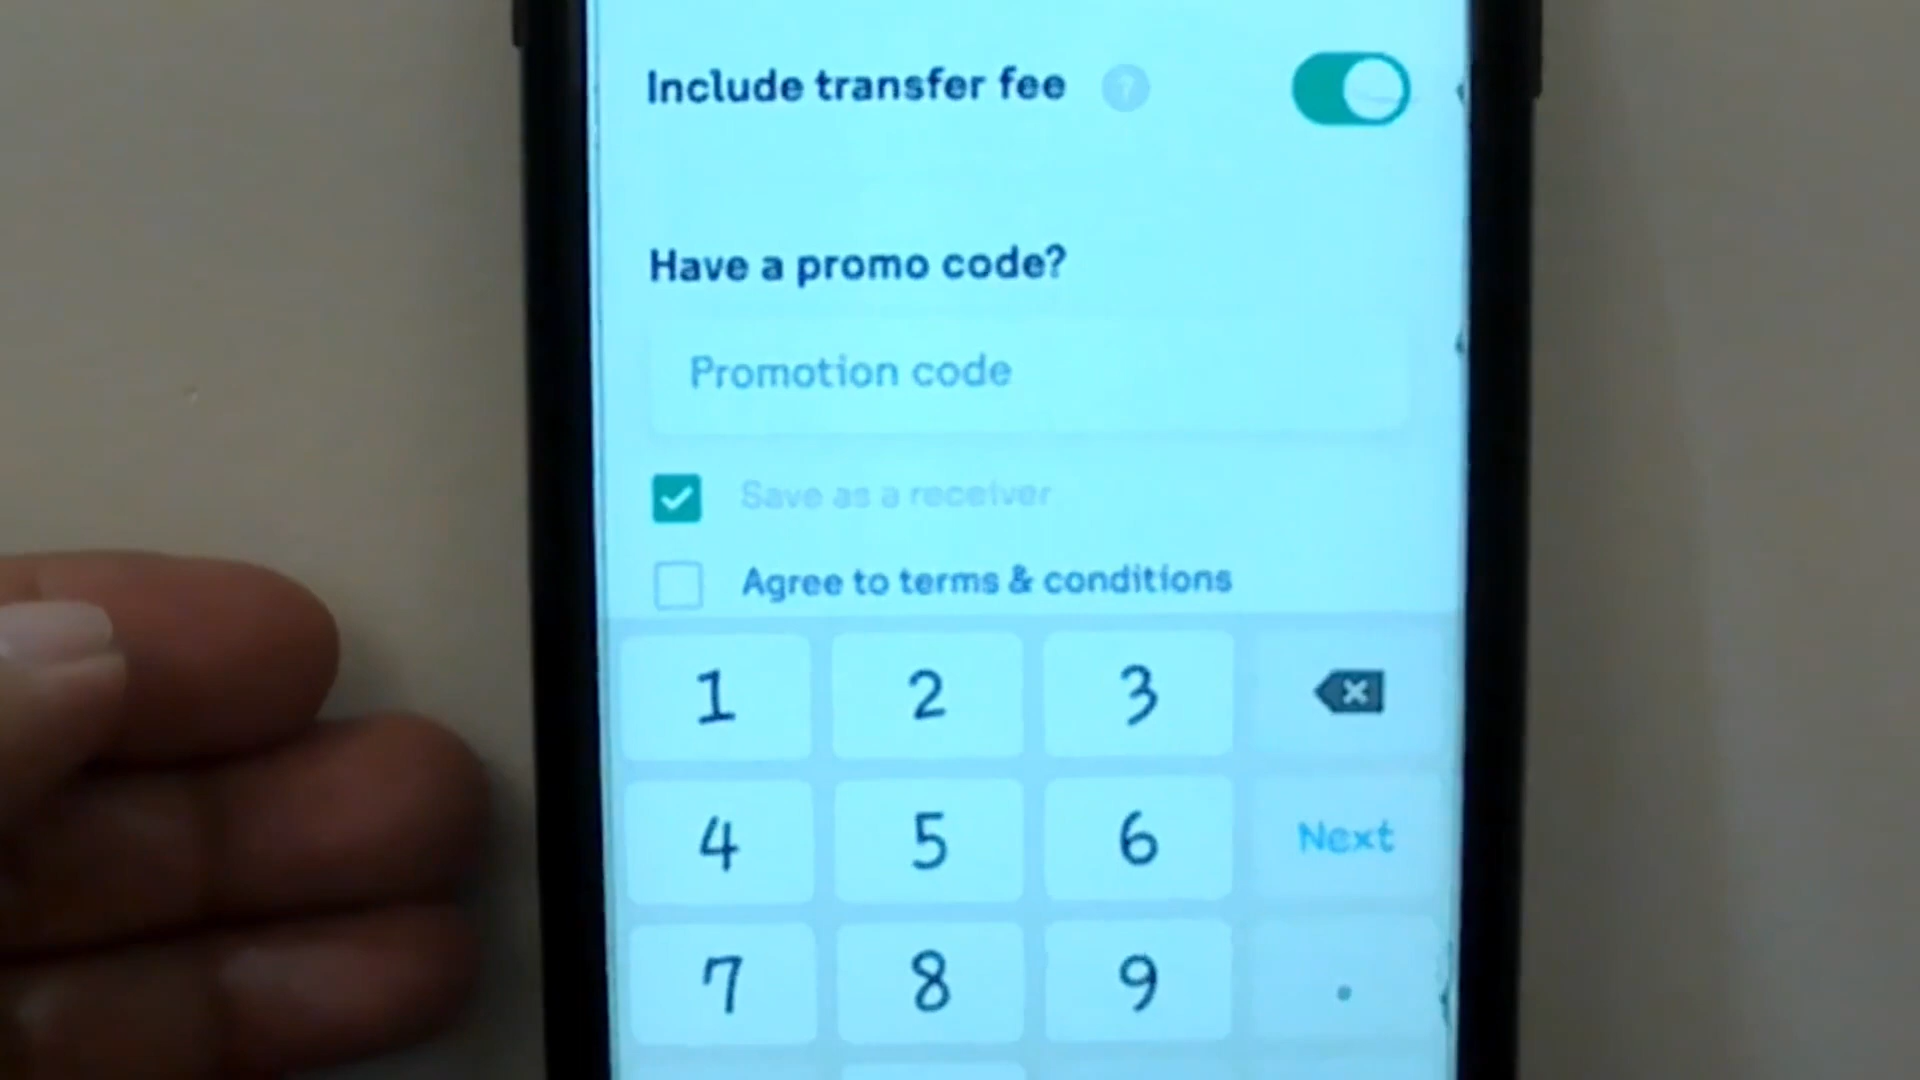 Include transfer fee ?
Have a promo code?
Promotion code
Save as a receiver
Agree to terms & conditions
1 2 3
4 5 6 Next
7 8 9 .